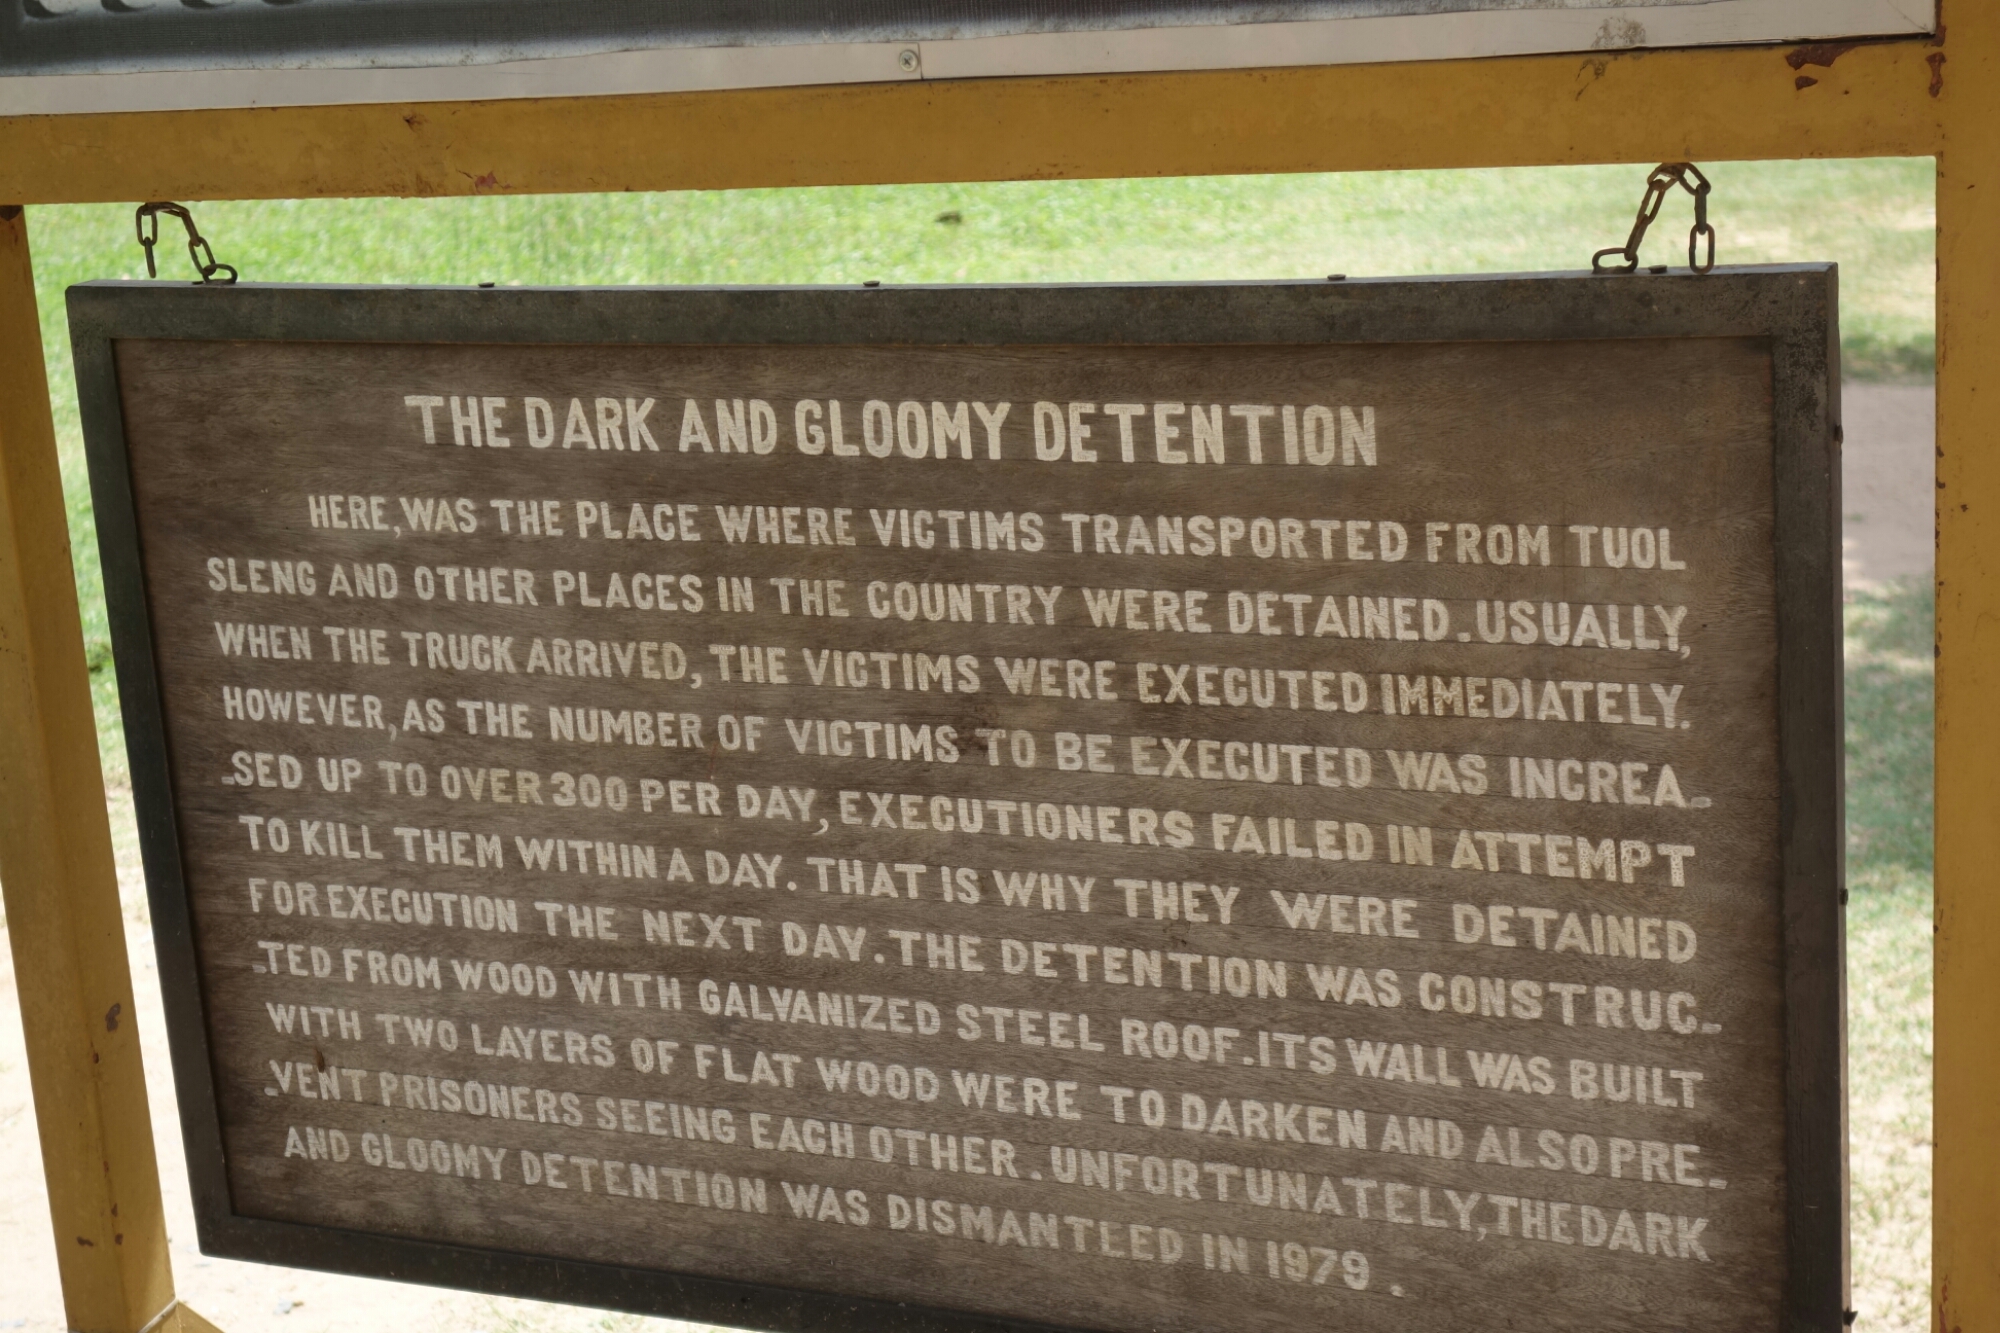 THE DARK AND GLOOMY DETENTION
HERE, WAS THE PLACE WHERE VICTIMS TRANSPORTED FROM TUOL
SLENG AND OTHER PLACES IN THE COUNTRY WERE DETAINED. USUALLY,
WHEN THE TRUCK ARRIVED, THE VICTIMS WERE EXECUTED IMMEDIATELY.
HOWEVER, AS THE NUMBER OF VICTIMS TO BE EXECUTED WAS INCREA-
-SED UP TO OVER 300 PER DAY, EXECUTIONERS FAILED IN ATTEMPT
TO KILL THEM WITHIN A DAY. THAT IS WHY THEY WERE DETAINED
FOR EXECUTION THE NEXT DAY. THE DETENTION WAS CONSTRUC-
-TED FROM WOOD WITH GALVANIZED STEEL ROOF. ITS WALL WAS BUILT
WITH TWO LAYERS OF FLAT WOOD WERE TO DARKEN AND ALSO PRE-
-VENT PRISONERS SEEING EACH OTHER. UNFORTUNATELY, THE DARK
AND GLOOMY DETENTION WAS DISMANTLED IN 1979.